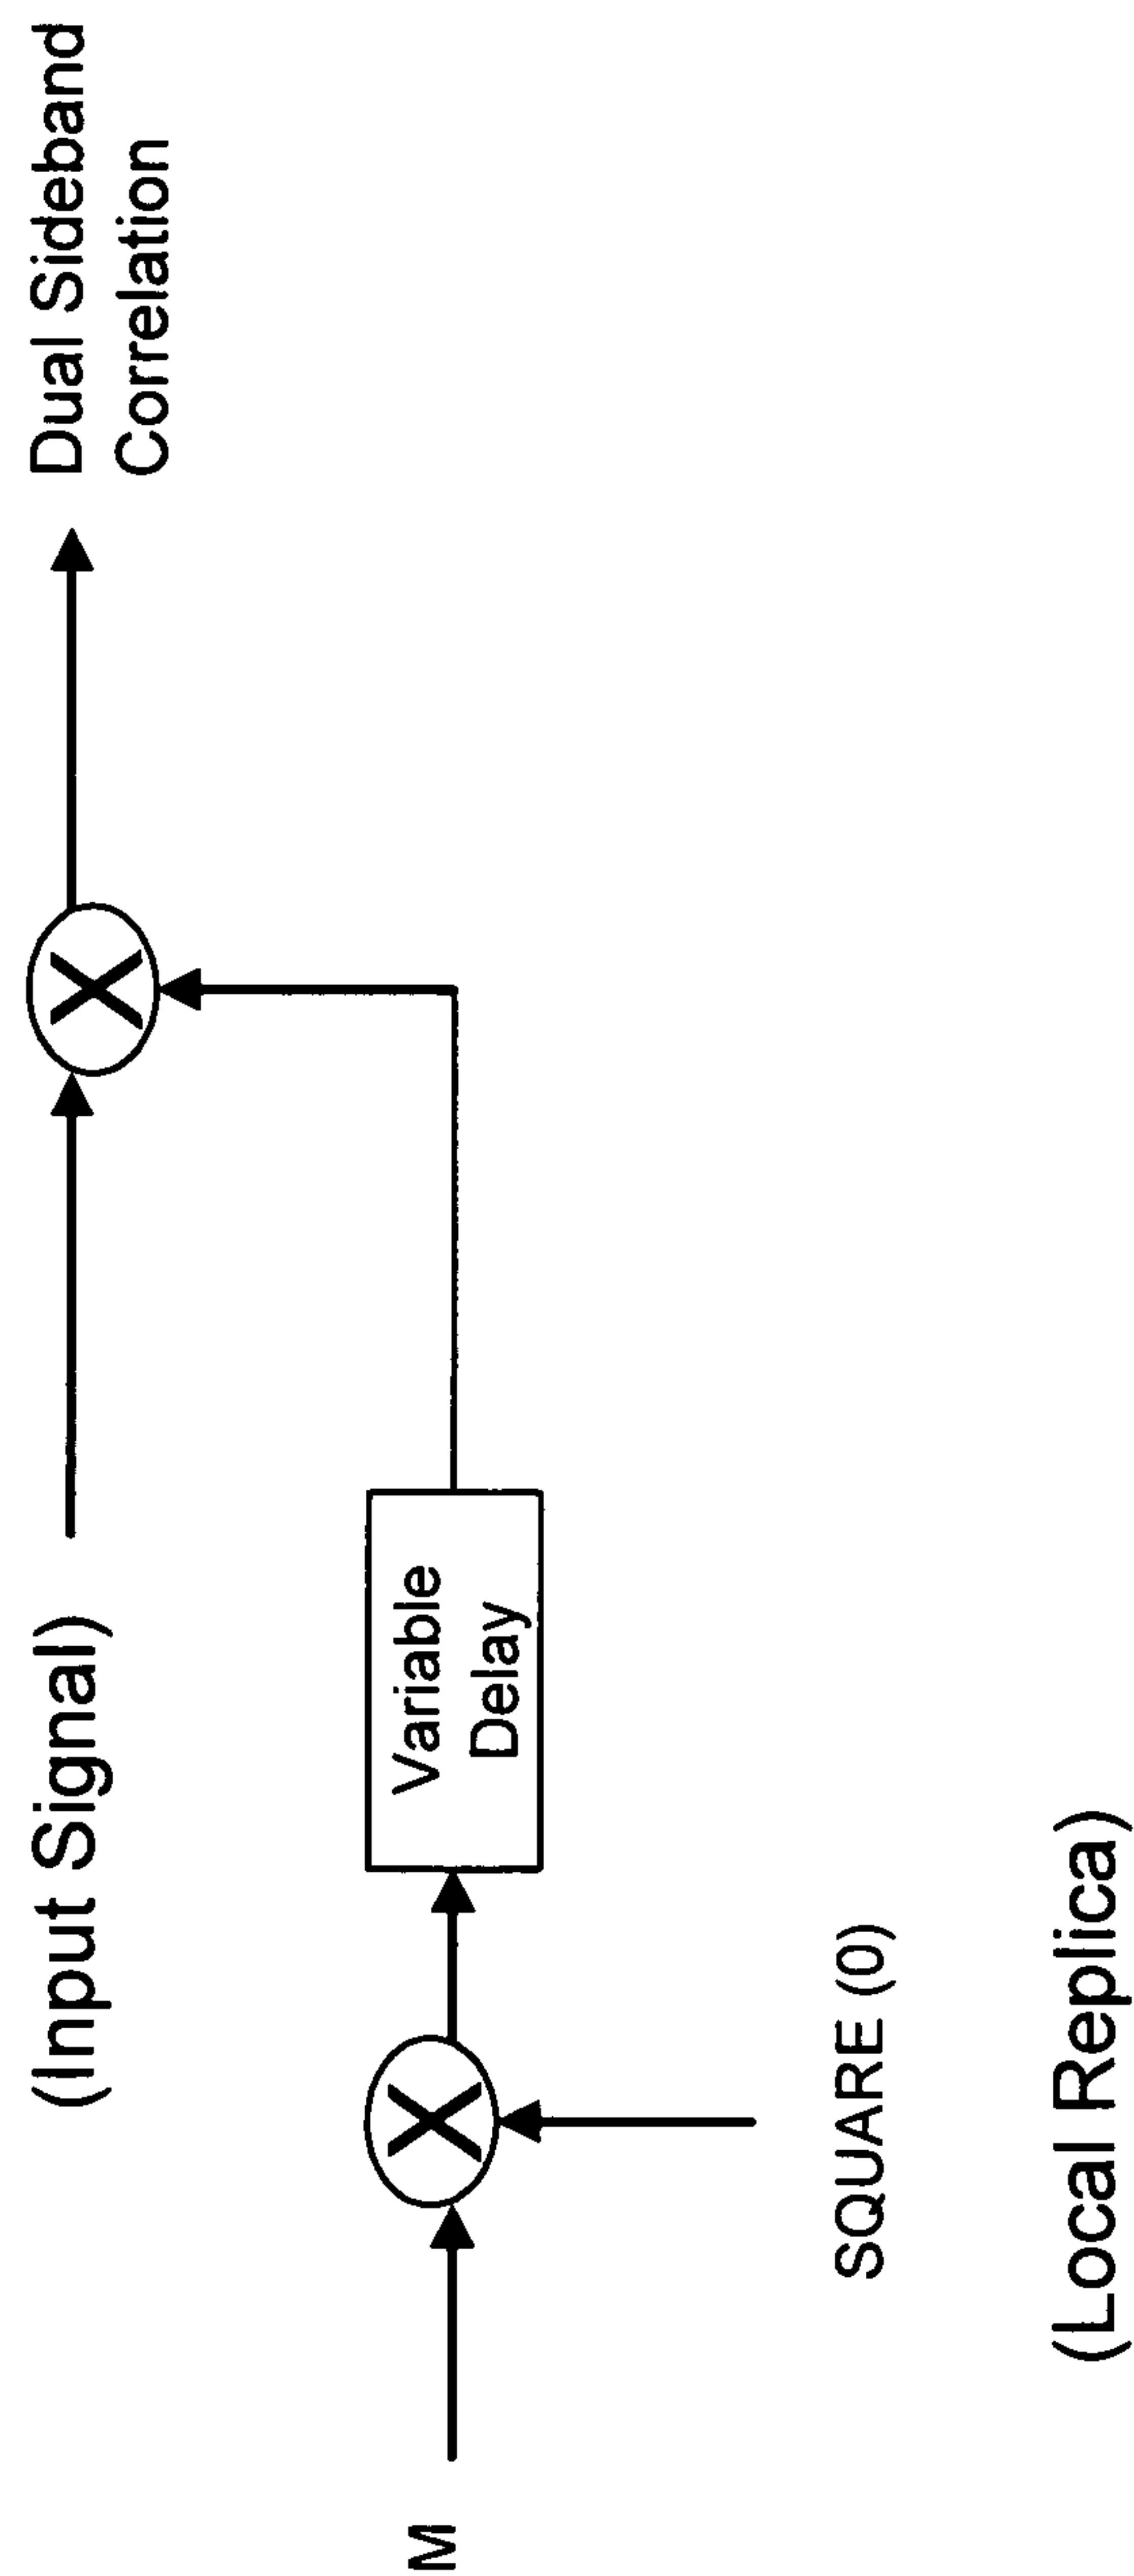 (Input Signal)
Dual Sideband
Correlation
M
Variable
Delay
SQUARE (0)
(Local Replica)